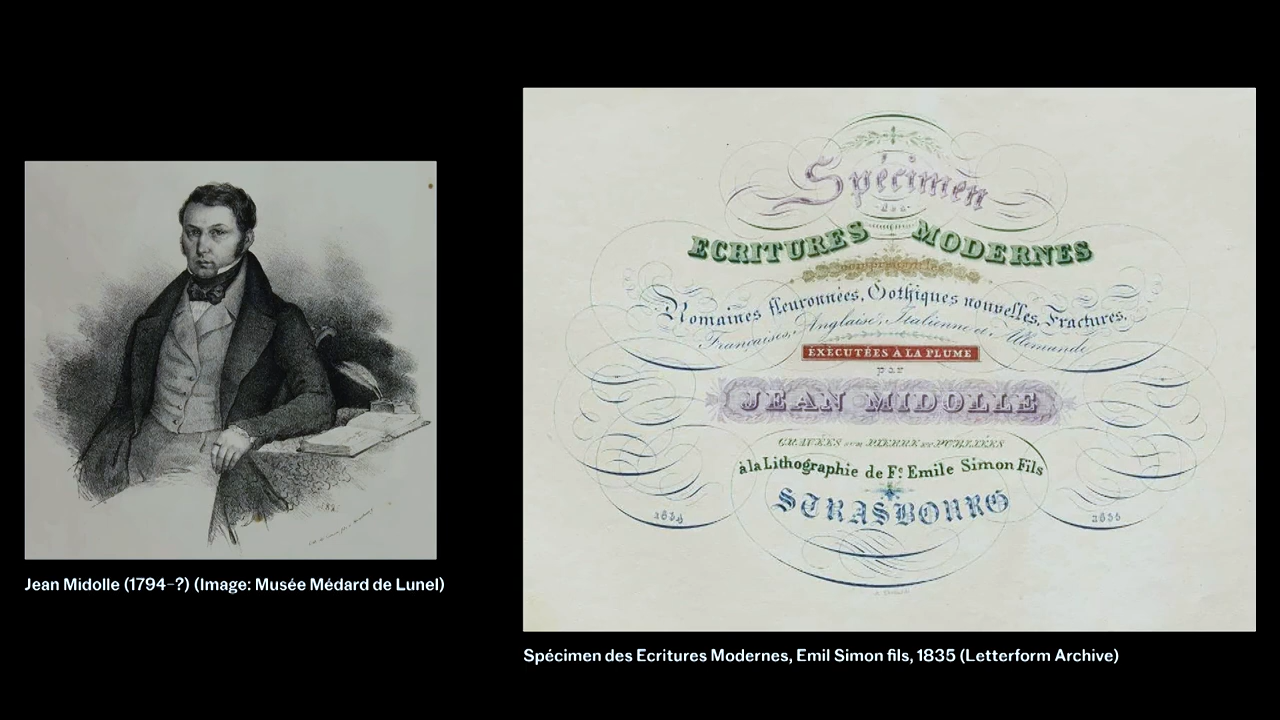 Jean Midolle (1794–?) (Image: Musée Médard de Lunel)
Spécimen
des
ECRITURES MODERNES
Romaines fleuronnées, Gothiques nouvelles, Fractures,
Françaises, Anglaise, Italienne et Allemande
EXÉCUTÉES À LA PLUME
par
JEAN MIDOLLE
GRAVÉES SUR PIERRE ET PUBLIÉES
à la Lithographie de F. Emile Simon Fils
STRASBOURG
1834
1835
Spécimen des Ecritures Modernes, Emil Simon fils, 1835 (Letterform Archive)